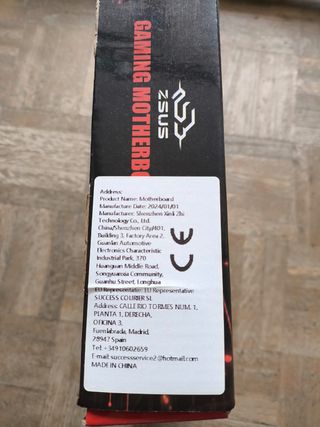 GAMING MOTHERBO
ZSUS
Address:
Product Name: Motherboard
Manufacture Date: 2024/01/01
Manufacturer: Shenzhen Xinli Zhi
Technology Co., Ltd.
China/Shenzhen City/401,
Building 3, Factory Area 2,
Guanlan Automotive
Electronics Characteristic
Industrial Park, 370
Huanguan Middle Road,
Songyuanxia Community,
Guanhu Street, Longhua
EU Representatie: EU Representative:
SUCCESS COURIER SL
Address: CALLE RIO TORMES NUM. 1,
PLANTA 1, DERECHA,
OFICINA 3,
Fuenlabrada, Madrid,
28947 Spain
Tel: +34910602659
E-mail:successservice2@hotmail.com
MADE IN CHINA
CE